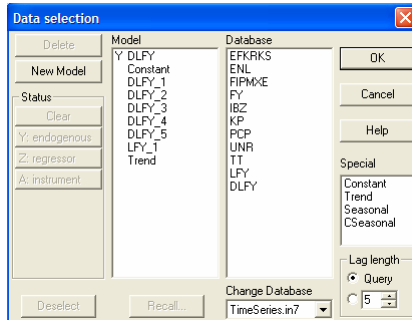 Data selection
Delete
New Model
Status
Clear
Y: endogenous
Z: regressor
A: instrument
Deselect
Model
Y DLFY
Constant
DLFY_1
DLFY_2
DLFY_3
DLFY_4
DLFY_5
LFY_1
Trend
Recall...
Database
EFKRKS
ENL
FIPMXE
FY
IBZ
KP
PCP
UNR
TT
LFY
DLFY
Change Database
TimeSeries.in7
OK
Cancel
Help
Special
Constant
Trend
Seasonal
CSeasonal
Lag length
Query
5